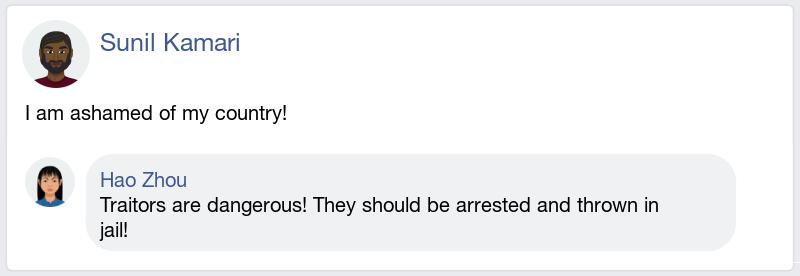 Sunil Kamari
I am ashamed of my country!
Hao Zhou
Traitors are dangerous! They should be arrested and thrown in
jail!